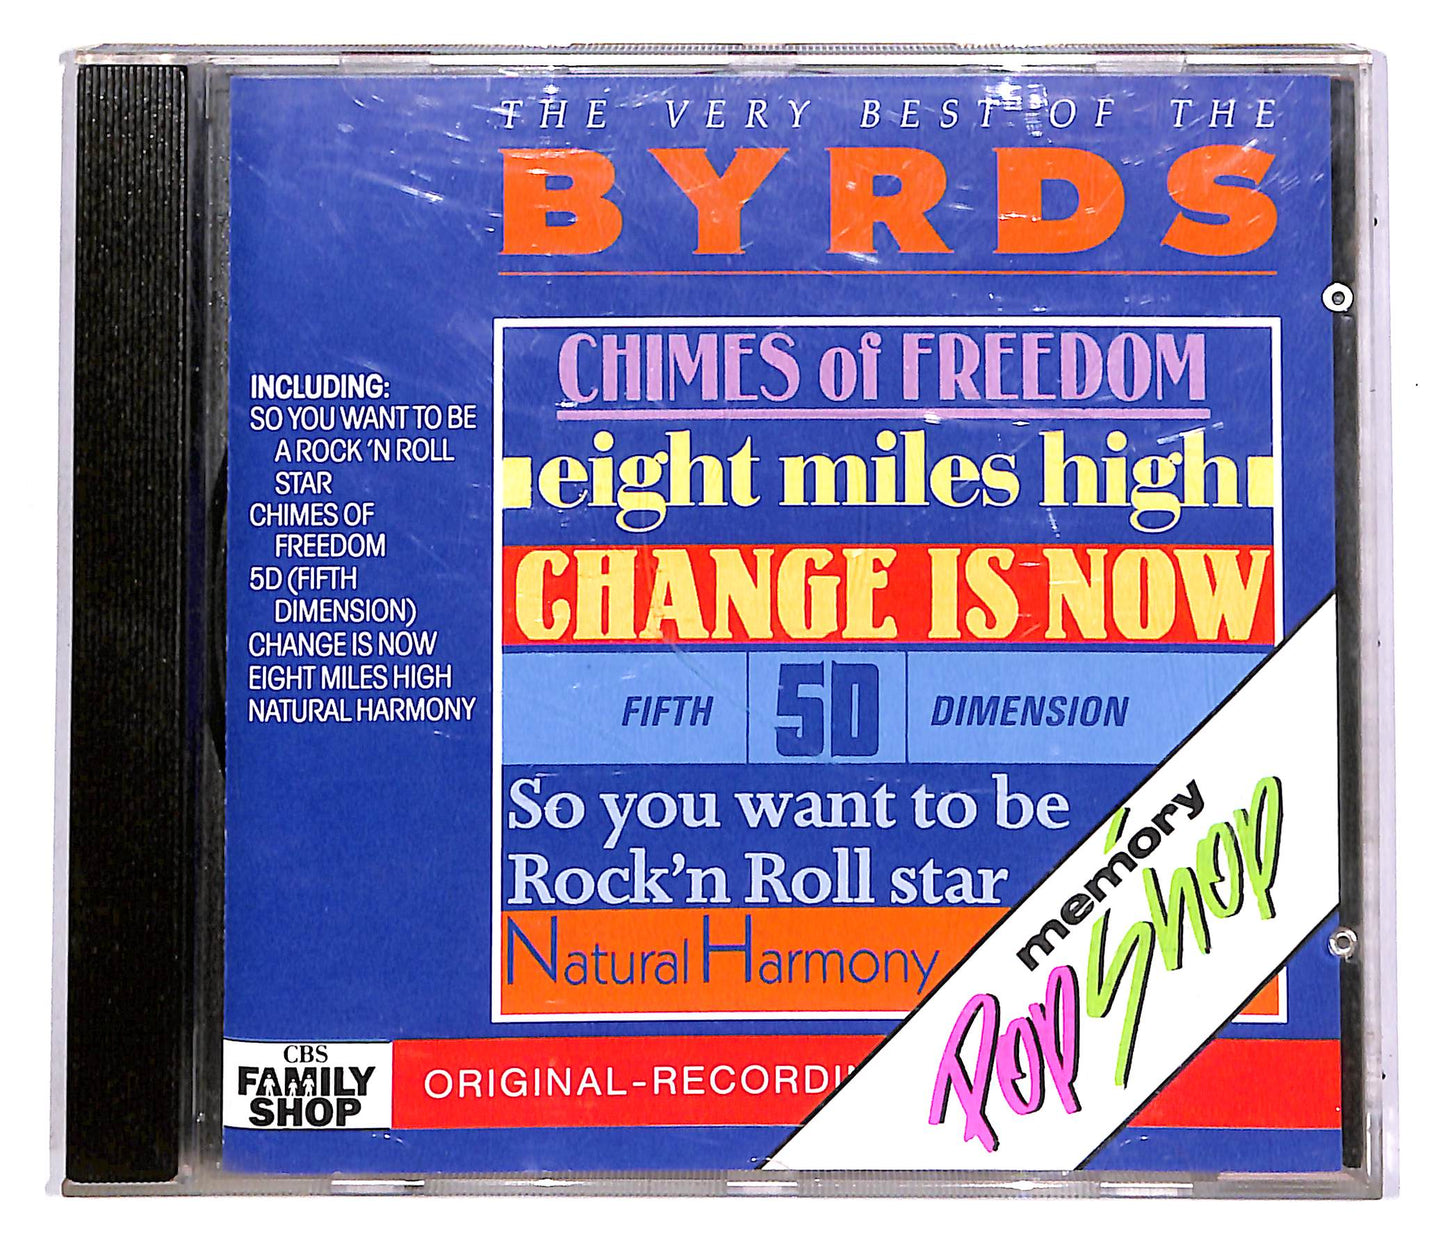 THE VERY BEST OF THE
BYRDS
INCLUDING:
SO YOU WANT TO BE
A ROCK 'N ROLL
STAR
CHIMES OF
FREEDOM
5D (FIFTH
DIMENSION)
CHANGE IS NOW
EIGHT MILES HIGH
NATURAL HARMONY
CHIMES of FREEDOM
eight miles high
CHANGE IS NOW
FIFTH 5D DIMENSION
So you want to be
Rock'n Roll star
Natural Harmony
memory
Pop Shop
CBS
FAMILY
SHOP
ORIGINAL-RECORDIN